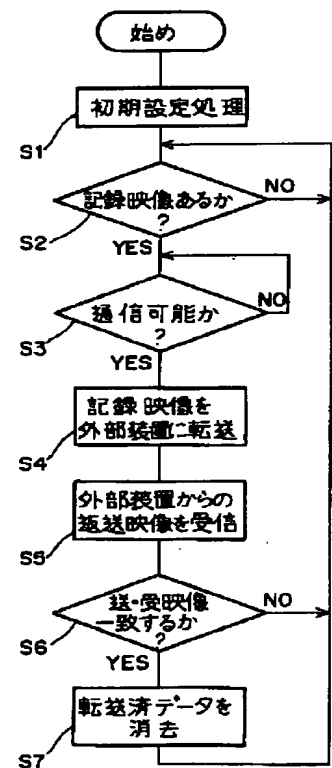 始め
初期設定処理
S1
記録映像あるか
?
NO
S2
YES
通信可能か
?
NO
S3
YES
記録映像を
外部装置に転送
S4
外部装置からの
返送映像を受信
S5
送・受映像
一致するか
?
NO
S6
YES
転送済データを
消去
S7